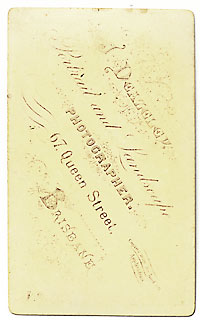 Portrait and Landscape
PHOTOGRAPHER.
67, Queen Street,
BRISBANE